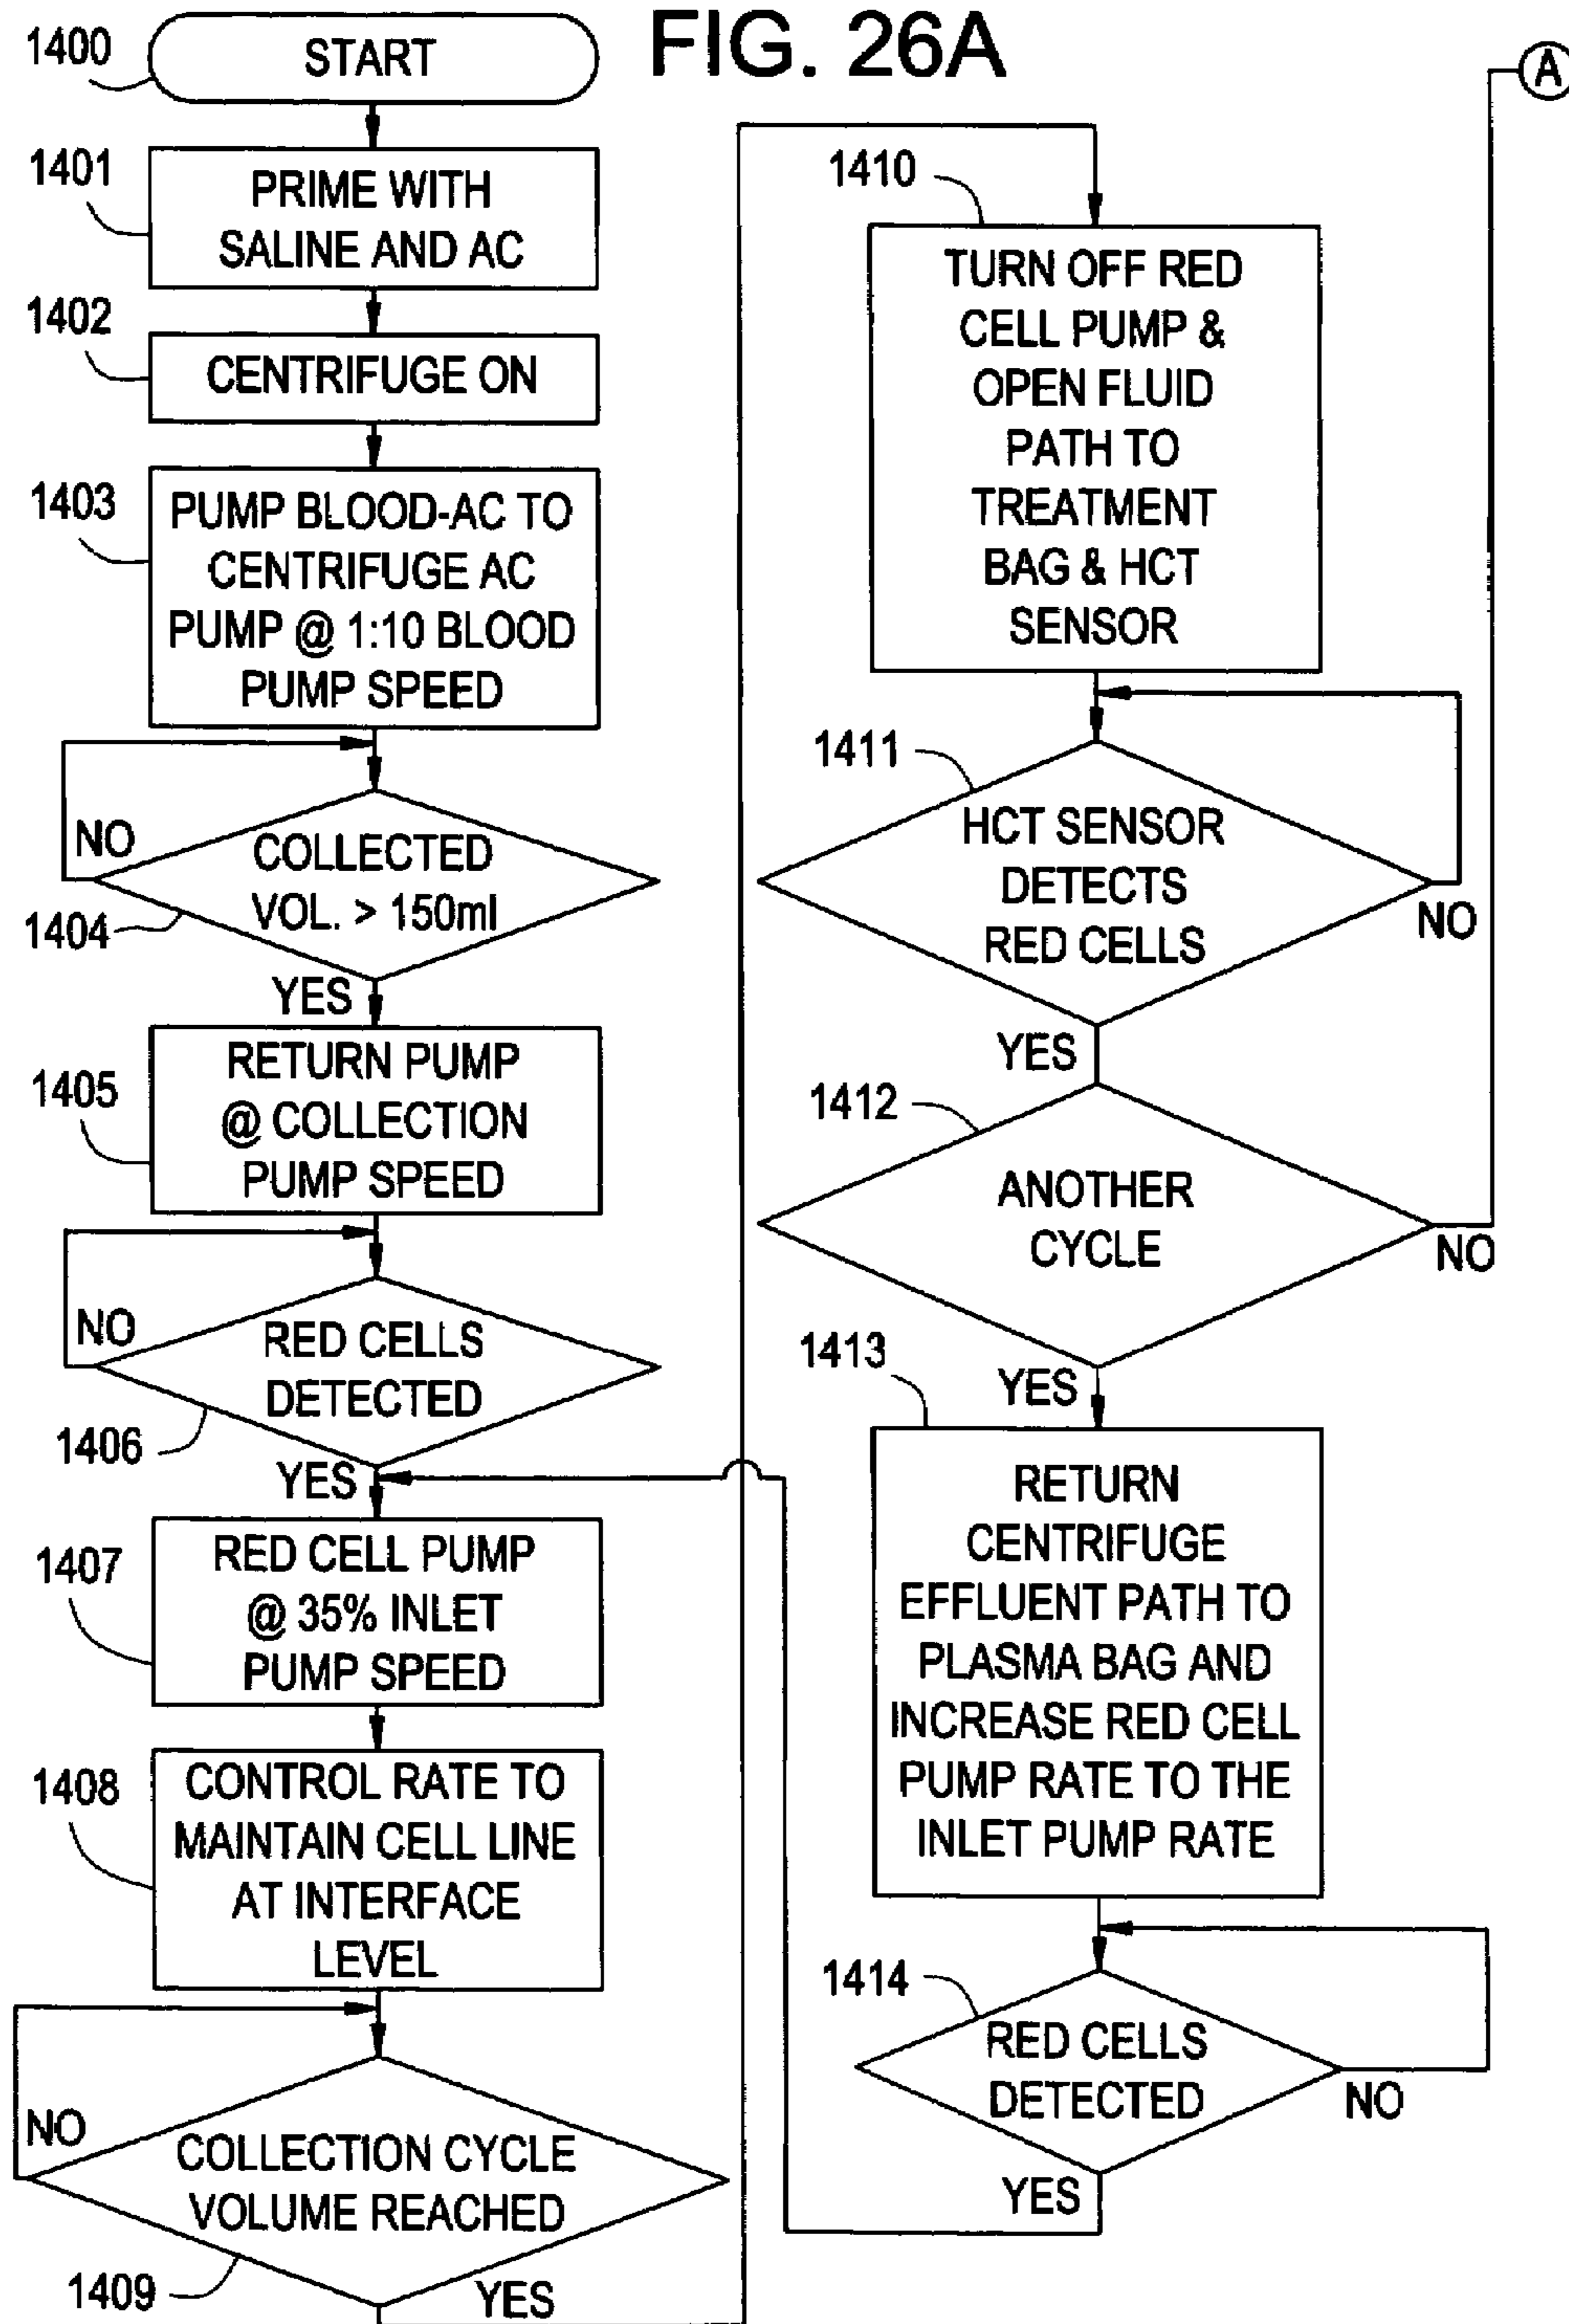 FIG. 26A
1400
START
1401
PRIME WITH
SALINE AND AC
1402
CENTRIFUGE ON
1403
PUMP BLOOD-AC TO
CENTRIFUGE AC
PUMP @ 1:10 BLOOD
PUMP SPEED
1404
NO
COLLECTED
VOL. > 150ml
YES
1405
RETURN PUMP
@ COLLECTION
PUMP SPEED
1406
NO
RED CELLS
DETECTED
YES
1407
RED CELL PUMP
@ 35% INLET
PUMP SPEED
1408
CONTROL RATE TO
MAINTAIN CELL LINE
AT INTERFACE
LEVEL
NO
COLLECTION CYCLE
VOLUME REACHED
1409
YES
A
1410
TURN OFF RED
CELL PUMP &
OPEN FLUID
PATH TO
TREATMENT
BAG & HCT
SENSOR
1411
HCT SENSOR
DETECTS
RED CELLS
NO
YES
1412
ANOTHER
CYCLE
NO
YES
1413
RETURN
CENTRIFUGE
EFFLUENT PATH TO
PLASMA BAG AND
INCREASE RED CELL
PUMP RATE TO THE
INLET PUMP RATE
1414
RED CELLS
DETECTED
NO
YES